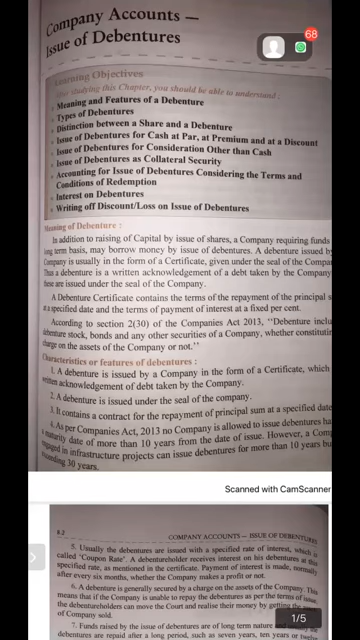 Company Accounts —
Issue of Debentures
68
Learning Objectives
After studying this Chapter, you should be able to understand :
Meaning and Features of a Debenture
Types of Debentures
Distinction between a Share and a Debenture
Issue of Debentures for Cash at Par, at Premium and at a Discount
Issue of Debentures for Consideration Other than Cash
Issue of Debentures as Collateral Security
Accounting for Issue of Debentures Considering the Terms and
Conditions of Redemption
Interest on Debentures
Writing off Discount/Loss on Issue of Debentures
Meaning of Debenture :
In addition to raising of Capital by issue of shares, a Company requiring funds
long term basis, may borrow money by issue of debentures. A debenture issued by
Company is usually in the form of a Certificate, given under the seal of the Compan
Thus a debenture is a written acknowledgement of a debt taken by the Company
these are issued under the seal of the Company.
A Debenture Certificate contains the terms of the repayment of the principal s
at a specified date and the terms of payment of interest at a fixed per cent.
According to section 2(30) of the Companies Act 2013, "Debenture inclu
debenture stock, bonds and any other securities of a Company, whether constitutin
charge on the assets of the Company or not."
Characteristics or features of debentures :
1. A debenture is issued by a Company in the form of a Certificate, which
written acknowledgement of debt taken by the Company.
2. A debenture is issued under the seal of the company.
3. It contains a contract for the repayment of principal sum at a specified date
4. As per Companies Act, 2013 no Company is allowed to issue debentures ha
a maturity date of more than 10 years from the date of issue. However, a Comp
engaged in infrastructure projects can issue debentures for more than 10 years bu
exceeding 30 years.
Scanned with CamScanner
8.2
COMPANY ACCOUNTS – ISSUE OF DEBENTURES
5. Usually the debentures are issued with a specified rate of interest, which is
called 'Coupon Rate'. A debentureholder receives interest on his debentures at this
specified rate, as mentioned in the certificate. Payment of interest is made, normally
after every six months, whether the Company makes a profit or not.
6. A debenture is generally secured by a charge on the assets of the Company. This
means that if the Company is unable to repay the debentures as per the terms of issue,
the debentureholders can move the Court and realise their money by getting the
of Company sold.
1/5
7. Funds raised by the issue of debentures are of long term nature
debentures are repaid after a long period, such as seven years, ten years or twelve